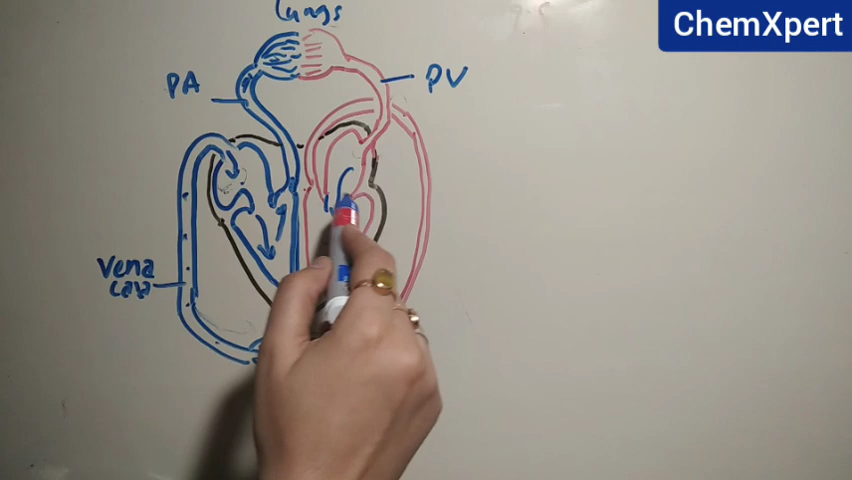 Lungs
ChemXpert
PA
PV
Vena
cava